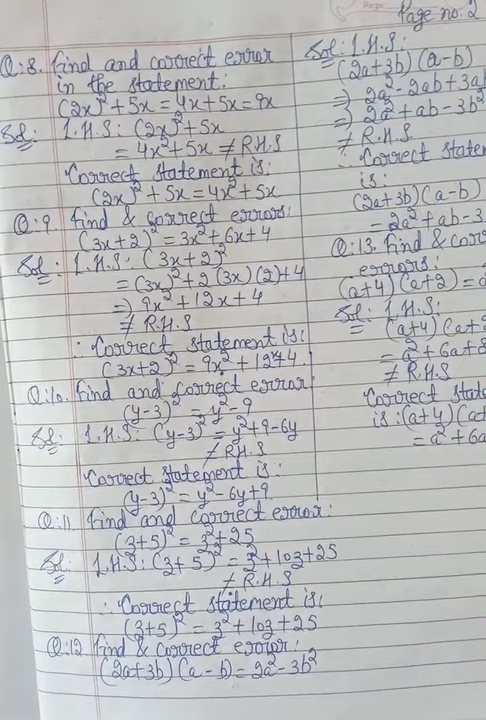 Page no. 2
Q:8. find and correct error
in the statement:
(2x)²+5x=4x+5x=9x
Sol: L.H.S: (2x)²+5x
= 4x²+5x ≠ R.H.S
Correct statement is:
(2x)²+5x=4x²+5x
Q:9. find & correct errors:
(3x+2)²=3x²+6x+4
Sol: L.H.S: (3x+2)²
= (3x)²+2(3x)(2)+4
⇒ 9x²+12x+4
≠ R.H.S
∴ Correct statement is:
(3x+2)²=9x²+12x+4
Q:10. find and correct error
(y-3)²=y²-9
Sol: L.H.S: (y-3)²=y²+9-6y
≠ R.H.S
Correct statement is:
(y-3)²=y²-6y+9
Q:11. find and correct error:
(z+5)²=z²+25
Sol: L.H.S: (z+5)²=z²+10z+25
≠ R.H.S
∴ Correct statement is:
(z+5)²=z²+10z+25
Q:12. find & correct error:
(2a+3b)(a-b)=2a²-3b²
Sol: L.H.S:
(2a+3b)(a-b)
⇒ 2a²-2ab+3a
⇒ 2a²+ab-3b²
≠ R.H.S
∴ Correct state
is:
(2a+3b)(a-b)
=2a²+ab-3
Q:13. find & corr
errors:
(a+4)(a+2)=a
Sol: L.H.S:
(a+4)(a+
=a²+6a+8
≠ R.H.S
Correct state
is:(a+4)(a+
=a²+6a